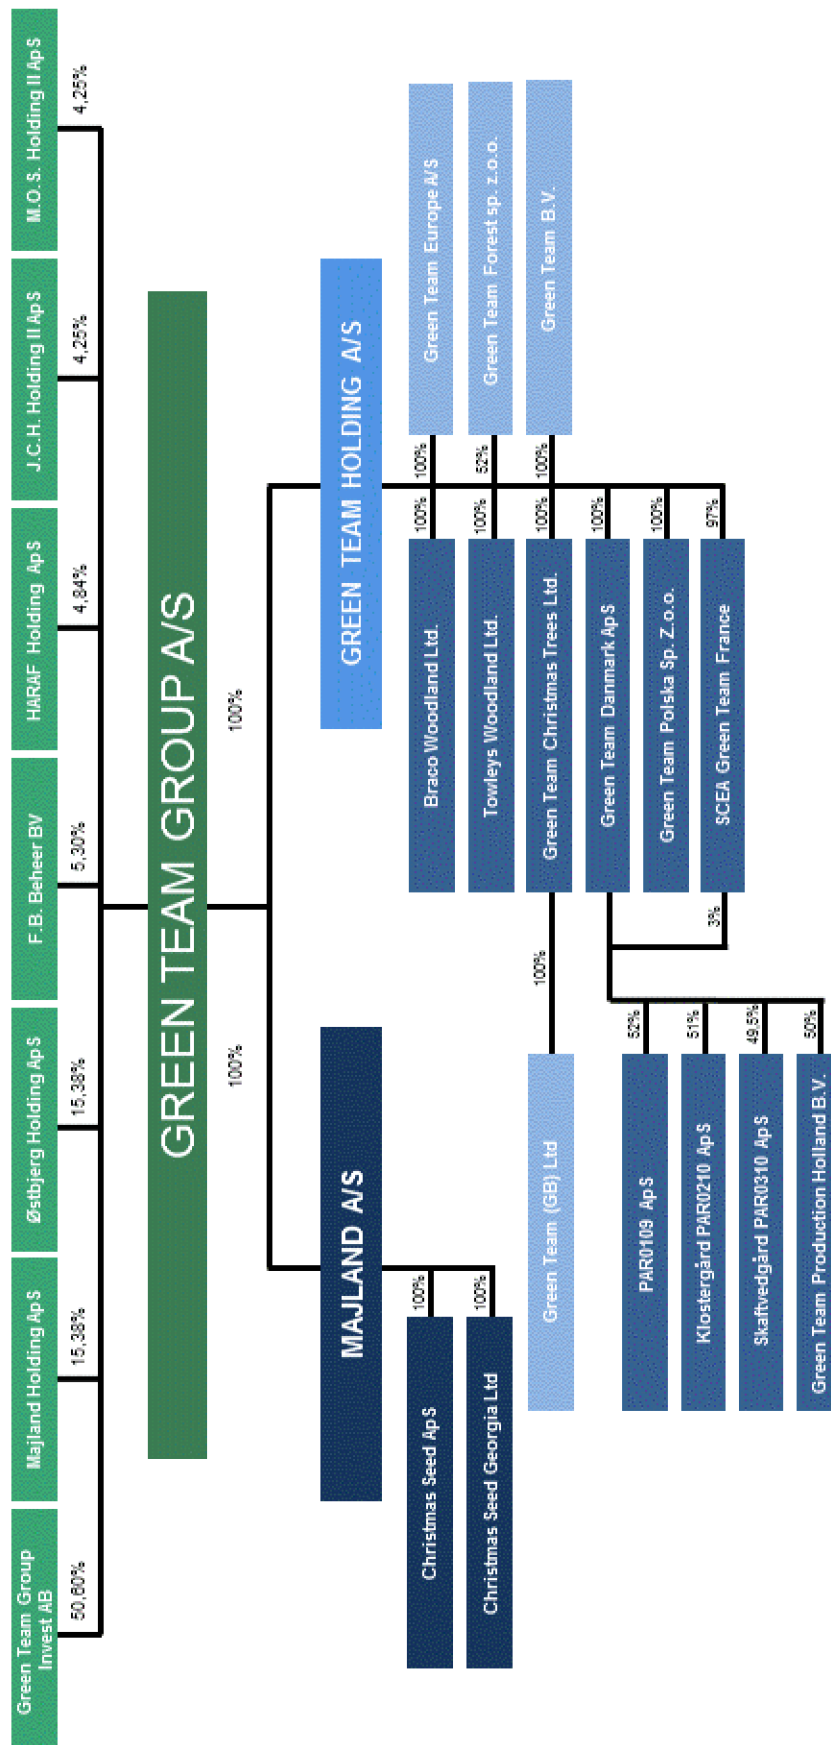 Green Team Group
Invest AB
Majland Holding ApS
Østbjerg Holding ApS
F.B. Beheer BV
HARAF Holding ApS
J.C.H. Holding II ApS
M.O.S. Holding II ApS
50,60%
15,38%
15,38%
5,30%
4,84%
4,25%
4,25%
GREEN TEAM GROUP A/S
100%
100%
MAJLAND A/S
GREEN TEAM HOLDING A/S
Christmas Seed ApS
100%
Christmas Seed Georgia Ltd
100%
Braco Woodland Ltd.
100%
100%
Green Team Europe A/S
Towleys Woodland Ltd.
100%
52%
Green Team Forest sp. z.o.o.
Green Team (GB) Ltd
100%
Green Team Christmas Trees Ltd.
100%
100%
Green Team B.V.
Green Team Danmark ApS
100%
PAR0109 ApS
52%
Green Team Polska Sp. Z.o.o.
100%
Klostergård PAR0210 ApS
51%
3%
SCEA Green Team France
97%
Skaftvedgård PAR0310 ApS
49,5%
Green Team Production Holland B.V.
50%